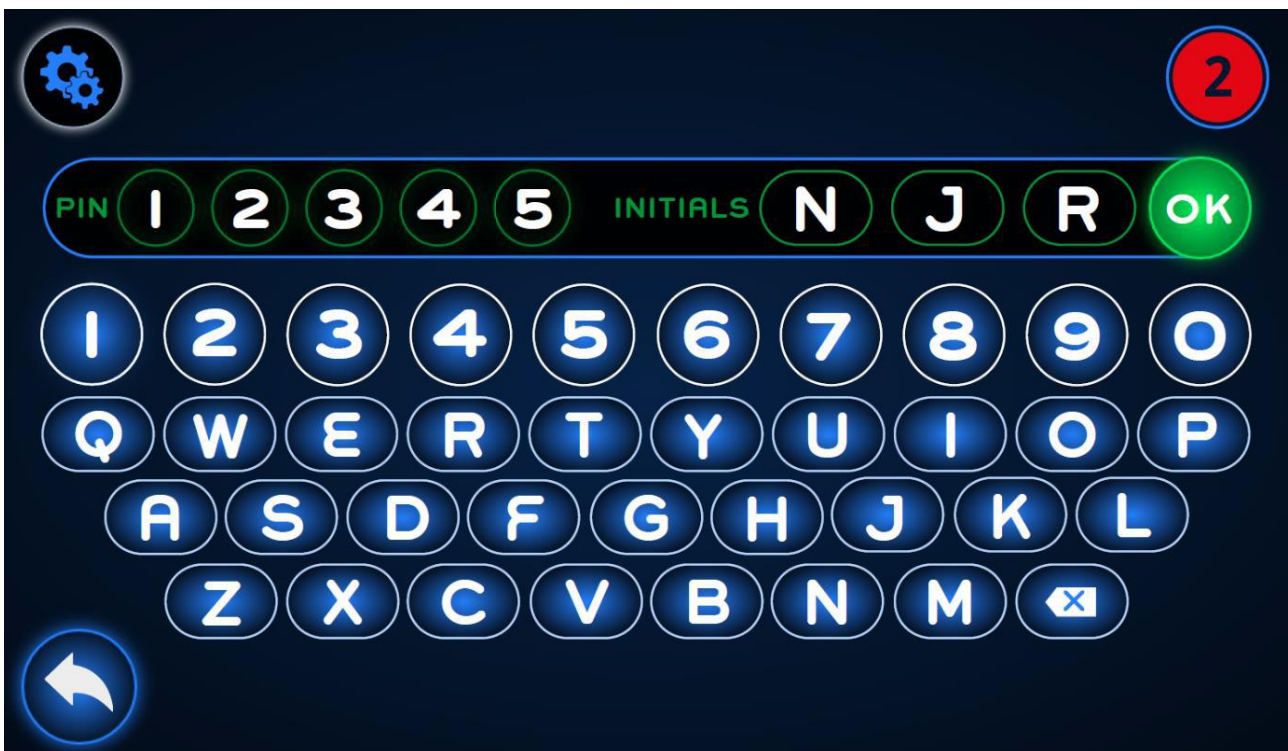 2
PIN 1 2 3 4 5 INITIALS N J R OK
1 2 3 4 5 6 7 8 9 0
Q W E R T Y U I O P
A S D F G H J K L
Z X C V B N M